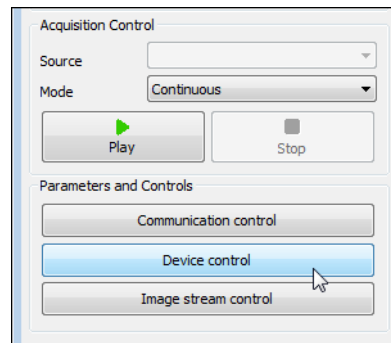 Acquisition Control
Source
Mode Continuous
Play Stop
Parameters and Controls
Communication control
Device control
Image stream control